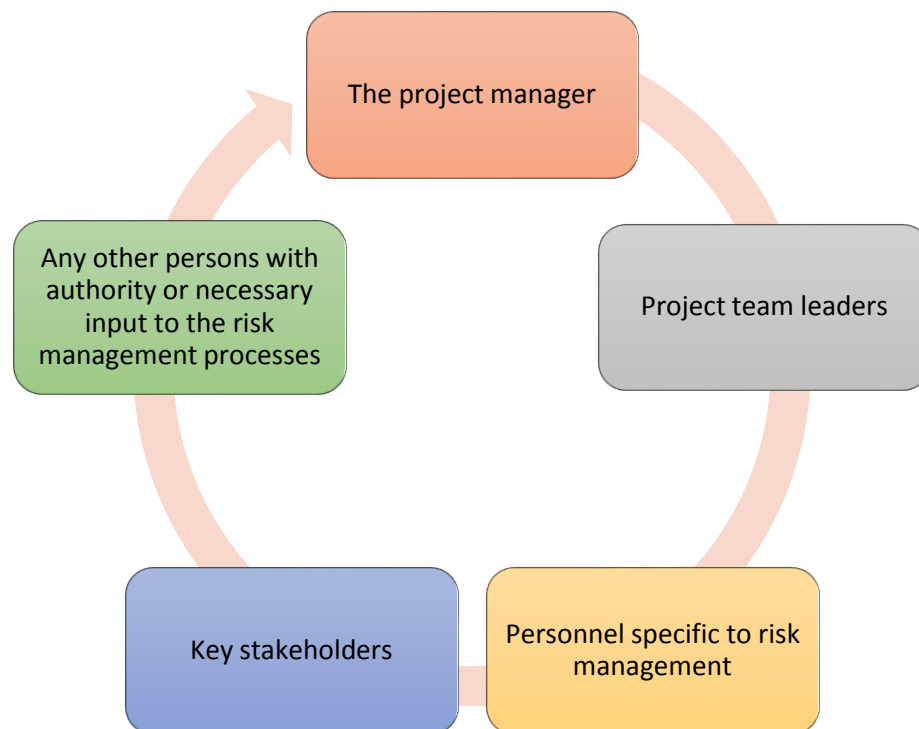 The project manager
Project team leaders
Personnel specific to risk
management
Key stakeholders
Any other persons with
authority or necessary
input to the risk
management processes